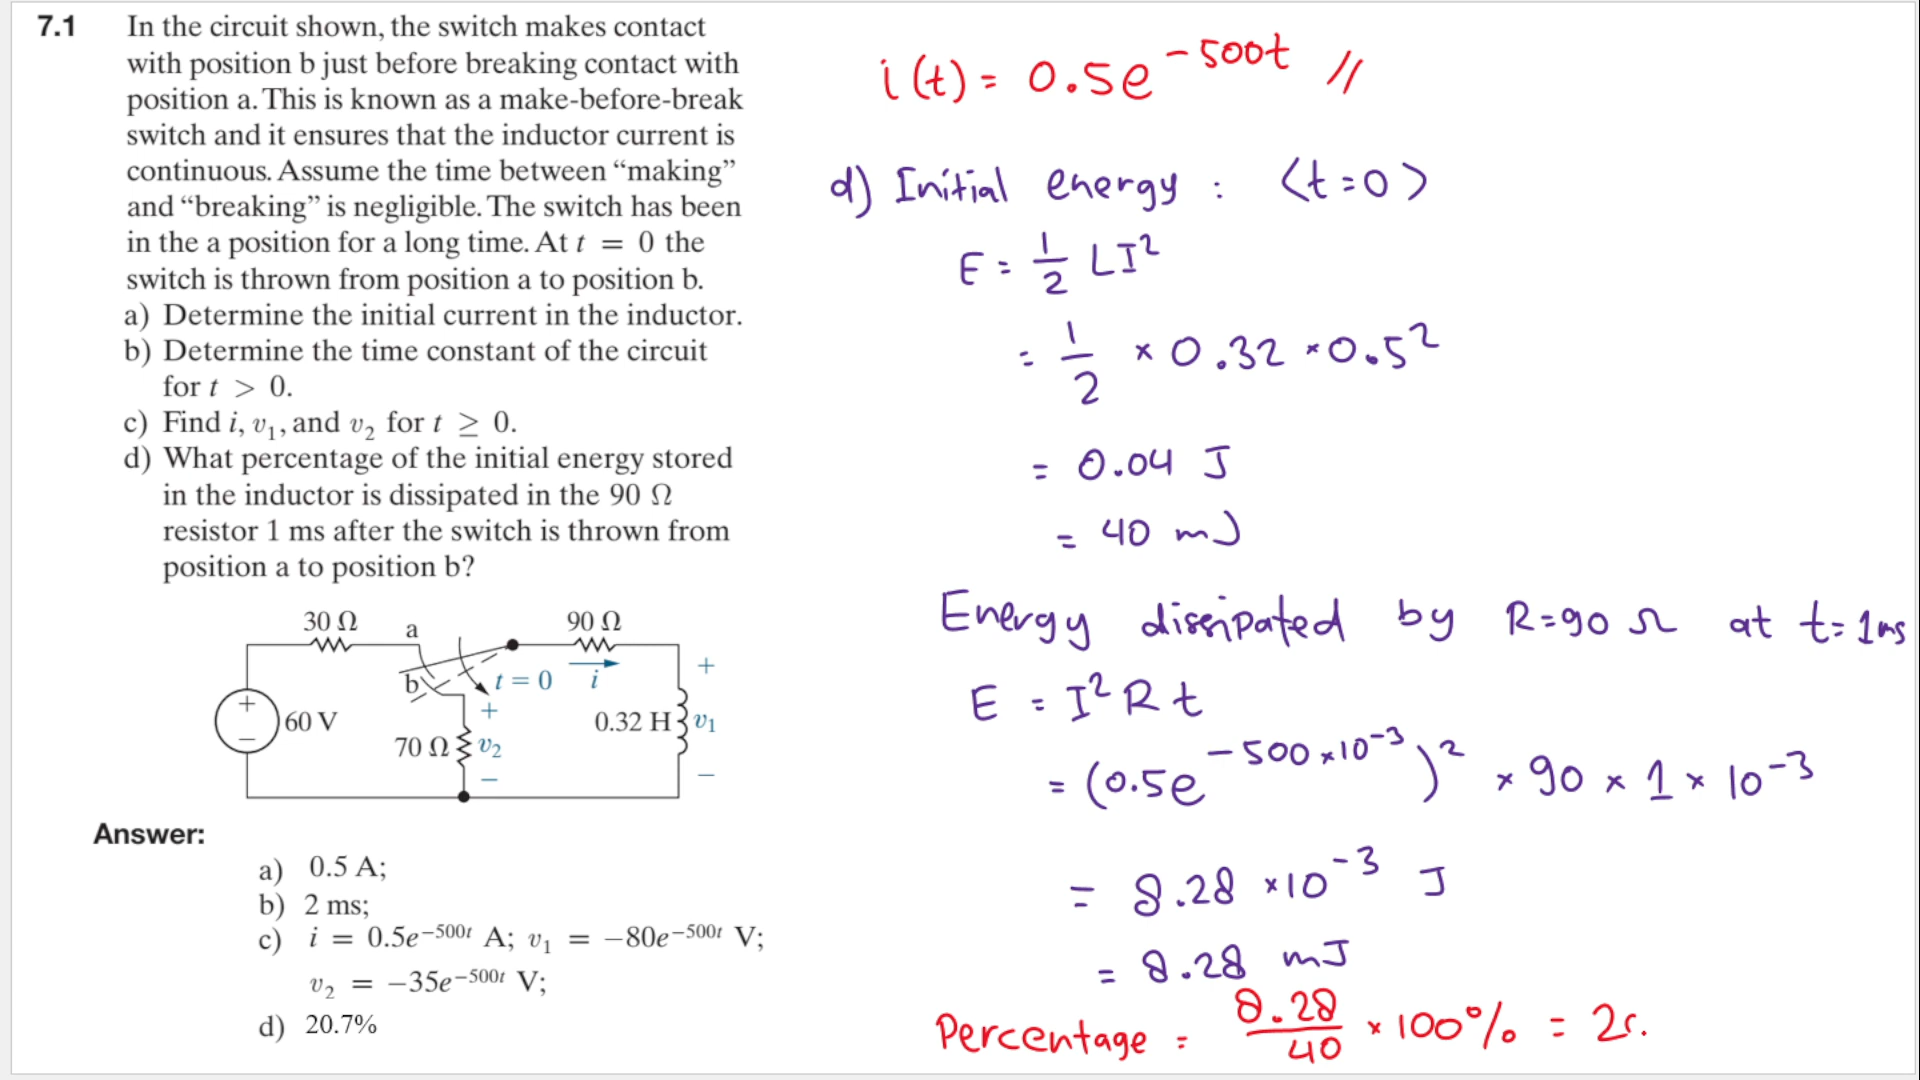 7.1 In the circuit shown, the switch makes contact
with position b just before breaking contact with
position a. This is known as a make-before-break
switch and it ensures that the inductor current is
continuous. Assume the time between “making”
and “breaking” is negligible. The switch has been
in the a position for a long time. At t = 0 the
switch is thrown from position a to position b.
a) Determine the initial current in the inductor.
b) Determine the time constant of the circuit
for t > 0.
c) Find i, v₁, and v₂ for t ≥ 0.
d) What percentage of the initial energy stored
in the inductor is dissipated in the 90 Ω
resistor 1 ms after the switch is thrown from
position a to position b?
30 Ω
a
90 Ω
b
t = 0
i
+
+
+
60 V
−
70 Ω
v₂
−
0.32 H
v₁
−
Answer:
a) 0.5 A;
b) 2 ms;
c) i = 0.5e⁻⁵⁰⁰ᵗ A; v₁ = −80e⁻⁵⁰⁰ᵗ V;
v₂ = −35e⁻⁵⁰⁰ᵗ V;
d) 20.7%
i(t) = 0.5e⁻⁵⁰⁰ᵗ //
d) Initial energy : <t=0>
E = 1/2 LI²
= 1/2 × 0.32 × 0.5²
= 0.04 J
= 40 mJ
Energy dissipated by R=90 Ω at t= 1ms
E = I²Rt
= (0.5e^(−500×10⁻³))² × 90 × 1 × 10⁻³
= 8.28 × 10⁻³ J
= 8.28 mJ
Percentage = 8.28/40 × 100% =